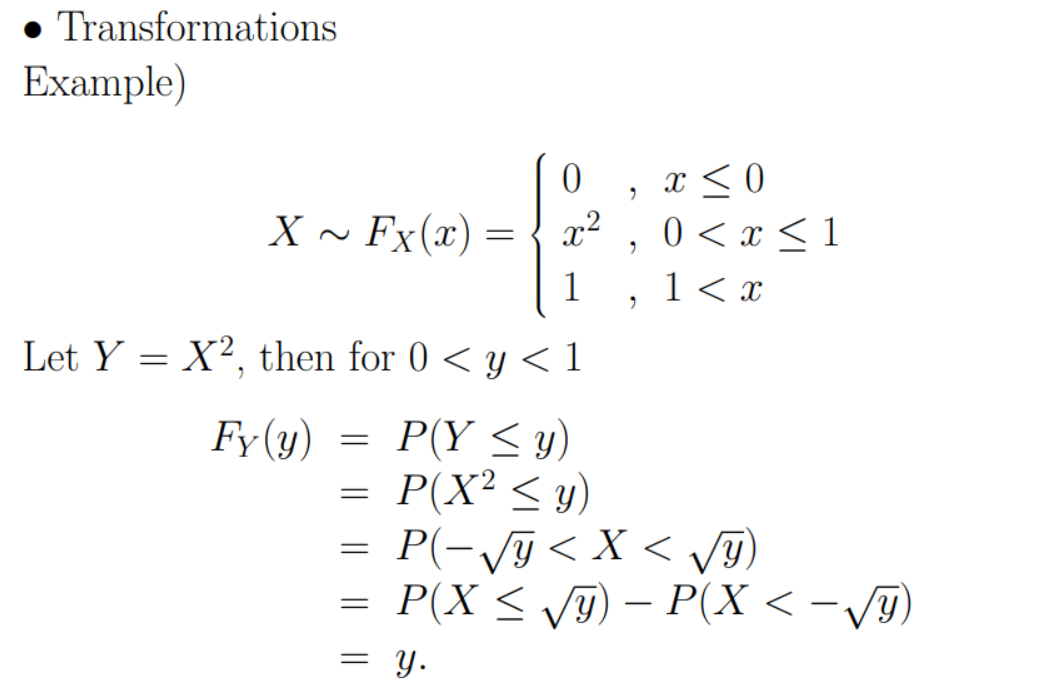 • Transformations
Example)
0 , x ≤ 0
X ∼ F_X(x) = { x² , 0 < x ≤ 1
1 , 1 < x
Let Y = X², then for 0 < y < 1
F_Y(y) = P(Y ≤ y)
= P(X² ≤ y)
= P(−√y < X < √y)
= P(X ≤ √y) − P(X < −√y)
= y.